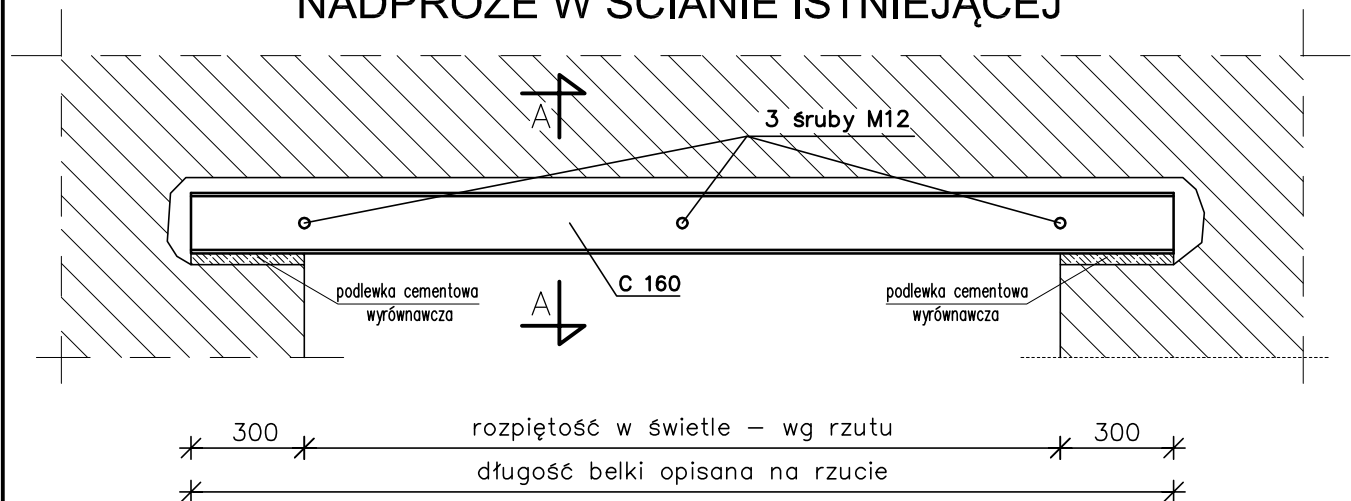 NADPROŻE W ŚCIANIE ISTNIEJĄCEJ
A
3 śruby M12
C 160
A
podlewka cementowa
wyrównawcza
podlewka cementowa
wyrównawcza
300
rozpiętość w świetle – wg rzutu
300
długość belki opisana na rzucie